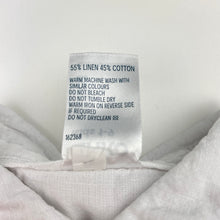 55% LINEN 45% COTTON
WARM MACHINE WASH WITH
SIMILAR COLOURS
DO NOT BLEACH
DO NOT TUMBLE DRY
WARM IRON ON REVERSE SIDE
IF REQUIRED
DO NOT DRYCLEAN RR
162368